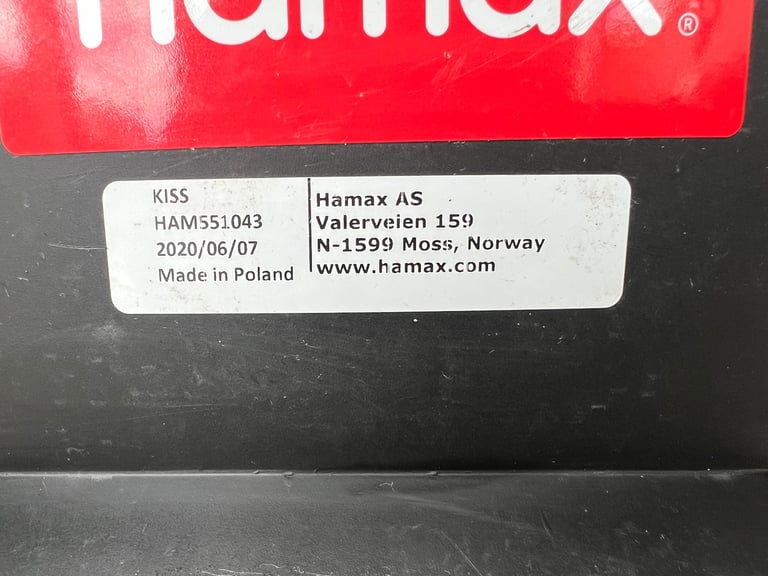 hamax®
KISS
HAM551043
2020/06/07
Made in Poland
Hamax AS
Valerveien 159
N-1599 Moss, Norway
www.hamax.com